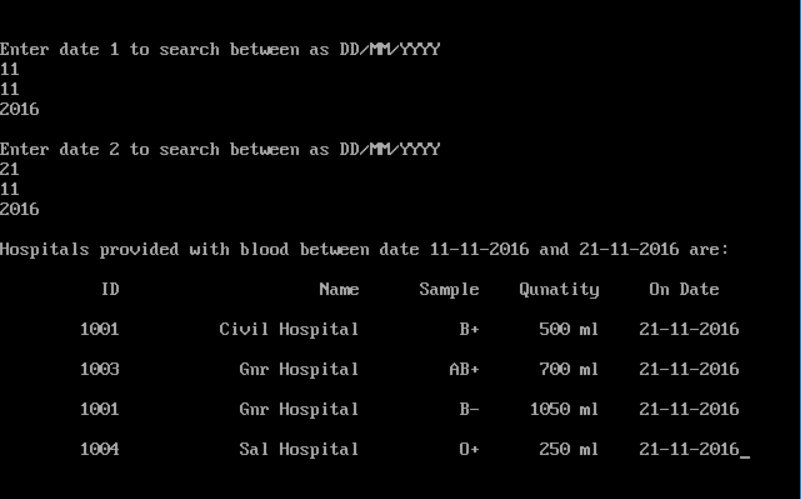 Enter date 1 to search between as DD/MM/YYYY
11
11
2016
Enter date 2 to search between as DD/MM/YYYY
21
11
2016
Hospitals provided with blood between date 11-11-2016 and 21-11-2016 are:
ID Name Sample Qunatity On Date
1001 Civil Hospital B+ 500 ml 21-11-2016
1003 Gnr Hospital AB+ 700 ml 21-11-2016
1001 Gnr Hospital B- 1050 ml 21-11-2016
1004 Sal Hospital O+ 250 ml 21-11-2016_